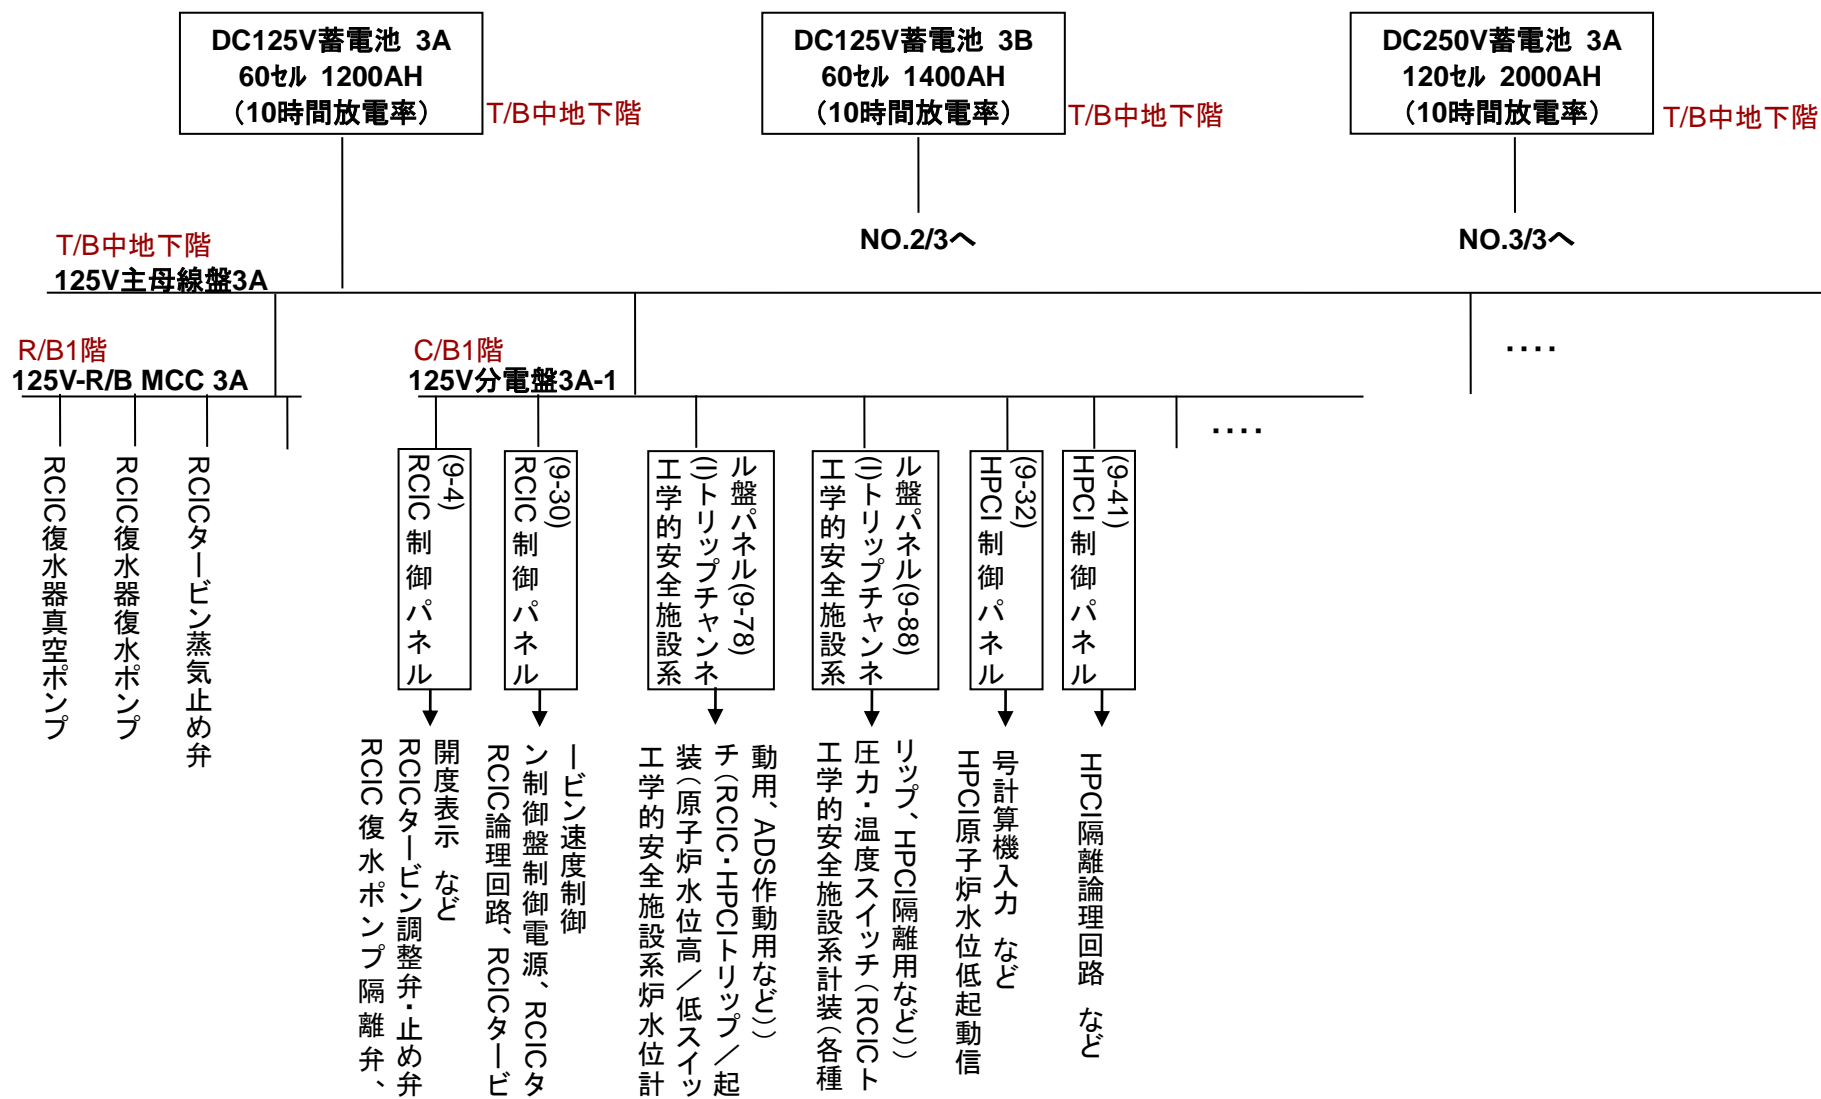 DC125V蓄電池 3A
60ｾﾙ 1200AH
（10時間放電率）
T/B中地下階
DC125V蓄電池 3B
60ｾﾙ 1400AH
（10時間放電率）
T/B中地下階
DC250V蓄電池 3A
120ｾﾙ 2000AH
（10時間放電率）
T/B中地下階
NO.2/3へ
NO.3/3へ
T/B中地下階
125V主母線盤3A
R/B1階
125V-R/B MCC 3A
C/B1階
125V分電盤3A-1
････
････
RCIC復水器真空ポンプ
RCIC復水器復水ポンプ
RCICタービン蒸気止め弁
RCIC制御パネル
(9-4)
RCIC制御パネル
(9-30)
工学的安全施設系
(I)トリップチャンネ
ル盤パネル(9-78)
工学的安全施設系
(I)トリップチャンネ
ル盤パネル(9-88)
HPCI制御パネル
(9-32)
HPCI制御パネル
(9-41)
RCIC復水ポンプ隔離弁、
RCICタービン調整弁・止め弁
開度表示 など
RCIC論理回路、RCICタービ
ン制御盤制御電源、RCICタ
ービン速度制御
工学的安全施設系炉水位計
装（原子炉水位高／低スイッ
チ（RCIC・HPCIトリップ／起
動用、ADS作動用など））
工学的安全施設系計装（各種
圧力・温度スイッチ（RCICト
リップ、HPCI隔離用など））
HPCI原子炉水位低起動信
号計算機入力 など
HPCI隔離論理回路 など